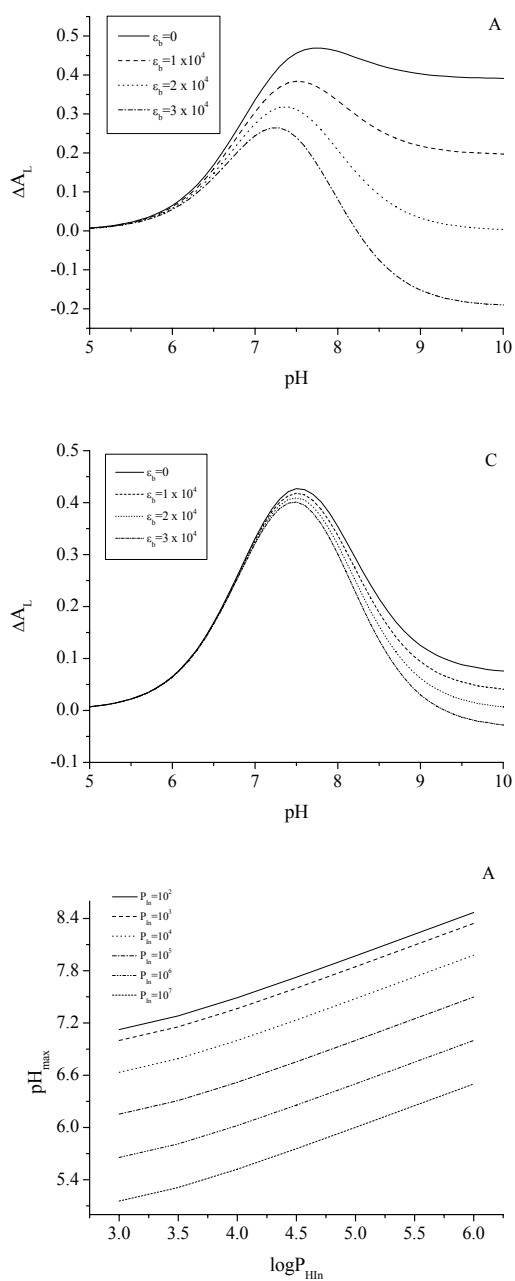 A
ε_b=0
ε_b=1 x10^4
ε_b=2 x 10^4
ε_b=3 x 10^4
0.5
0.4
0.3
0.2
0.1
0.0
-0.1
-0.2
ΔA_L
5 6 7 8 9 10
pH
C
ε_b=0
ε_b=1 x 10^4
ε_b=2 x 10^4
ε_b=3 x 10^4
0.5
0.4
0.3
0.2
0.1
0.0
-0.1
ΔA_L
5 6 7 8 9 10
pH
A
P_In=10^2
P_In=10^3
P_In=10^4
P_In=10^5
P_In=10^6
P_In=10^7
8.4
7.8
7.2
6.6
6.0
5.4
pH_max
3.0 3.5 4.0 4.5 5.0 5.5 6.0
logP_HIn